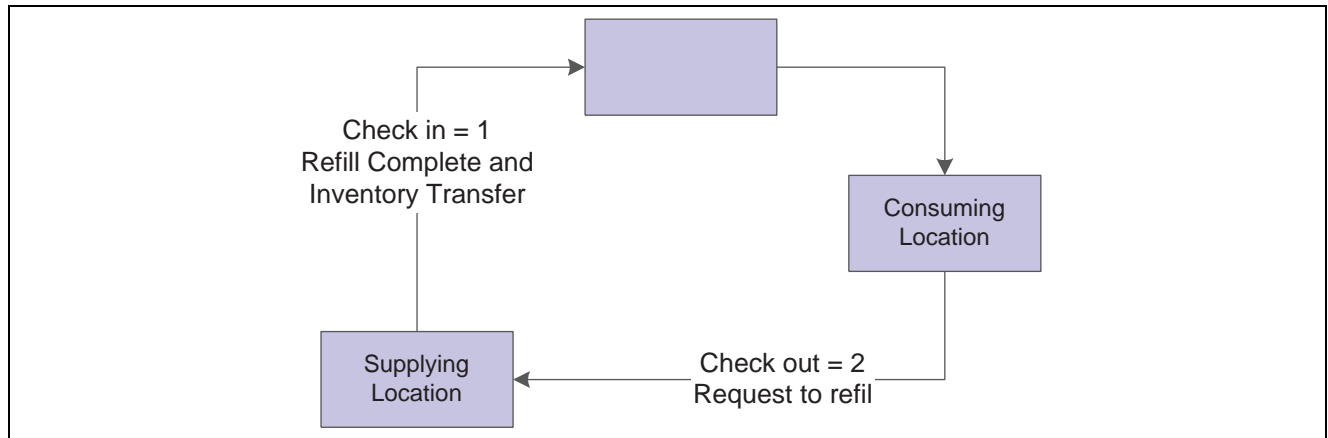 Check in = 1
Refill Complete and
Inventory Transfer
Consuming
Location
Supplying
Location
Check out = 2
Request to refil